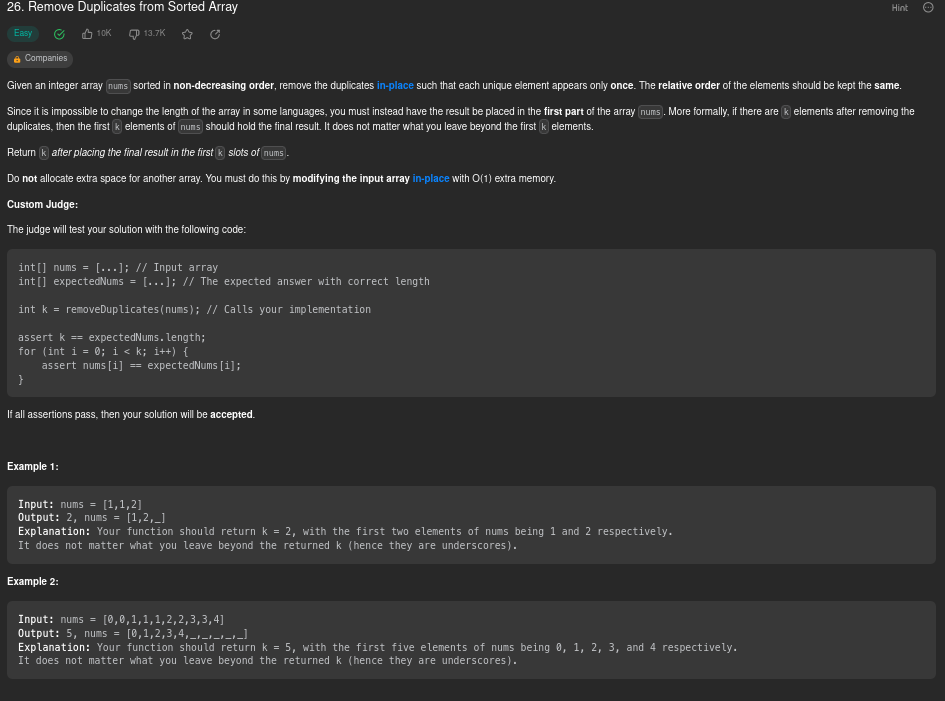 26. Remove Duplicates from Sorted Array
Hint
Easy 10K 13.7K
Companies
Given an integer array nums sorted in non-decreasing order, remove the duplicates in-place such that each unique element appears only once. The relative order of the elements should be kept the same.
Since it is impossible to change the length of the array in some languages, you must instead have the result be placed in the first part of the array nums. More formally, if there are k elements after removing the
duplicates, then the first k elements of nums should hold the final result. It does not matter what you leave beyond the first k elements.
Return k after placing the final result in the first k slots of nums.
Do not allocate extra space for another array. You must do this by modifying the input array in-place with O(1) extra memory.
Custom Judge:
The judge will test your solution with the following code:
int[] nums = [...]; // Input array
int[] expectedNums = [...]; // The expected answer with correct length
int k = removeDuplicates(nums); // Calls your implementation
assert k == expectedNums.length;
for (int i = 0; i < k; i++) {
    assert nums[i] == expectedNums[i];
}
If all assertions pass, then your solution will be accepted.
Example 1:
Input: nums = [1,1,2]
Output: 2, nums = [1,2,_]
Explanation: Your function should return k = 2, with the first two elements of nums being 1 and 2 respectively.
It does not matter what you leave beyond the returned k (hence they are underscores).
Example 2:
Input: nums = [0,0,1,1,1,2,2,3,3,4]
Output: 5, nums = [0,1,2,3,4,_,_,_,_,_]
Explanation: Your function should return k = 5, with the first five elements of nums being 0, 1, 2, 3, and 4 respectively.
It does not matter what you leave beyond the returned k (hence they are underscores).